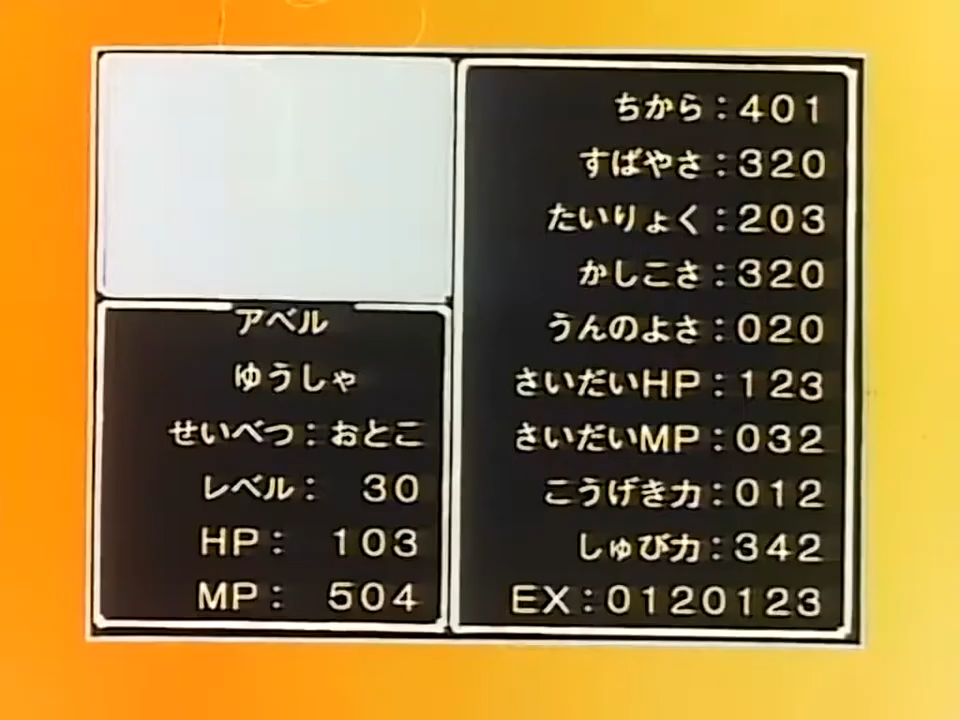 アベル
ゆうしゃ
せいべつ：おとこ
レベル： 30
HP： 103
MP： 504
ちから：401
すばやさ：320
たいりょく：203
かしこさ：320
うんのよさ：020
さいだいHP：123
さいだいMP：032
こうげき力：012
しゅび力：342
EX：0120123